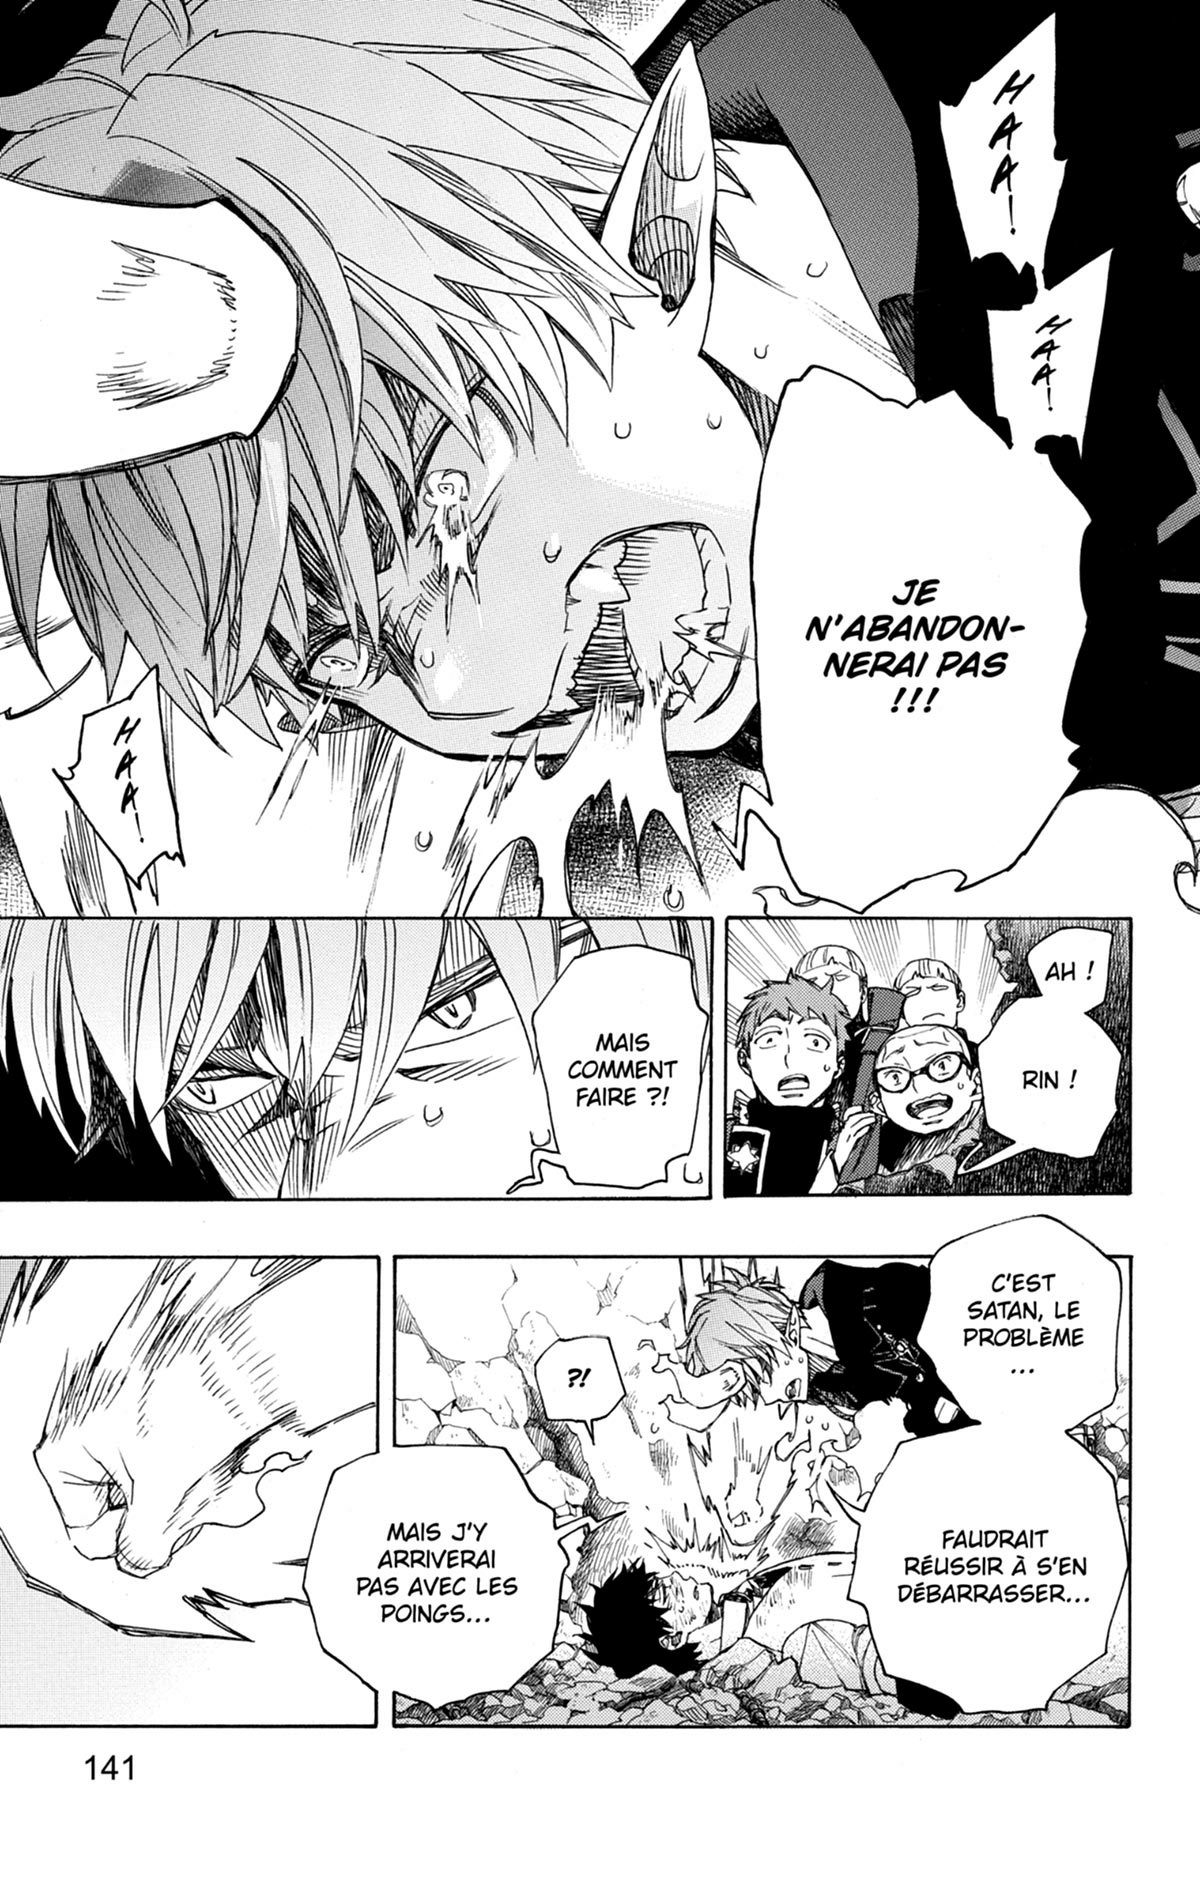 HAA!
HAA!
JE
N'ABANDON-
NERAI PAS
!!!
HAA!
AH !
RIN !
MAIS
COMMENT
FAIRE ?!
C'EST
SATAN, LE
PROBLÈME
...
FAUDRAIT
RÉUSSIR À S'EN
DÉBARRASSER...
?!
MAIS J'Y
ARRIVERAI
PAS AVEC LES
POINGS...
141